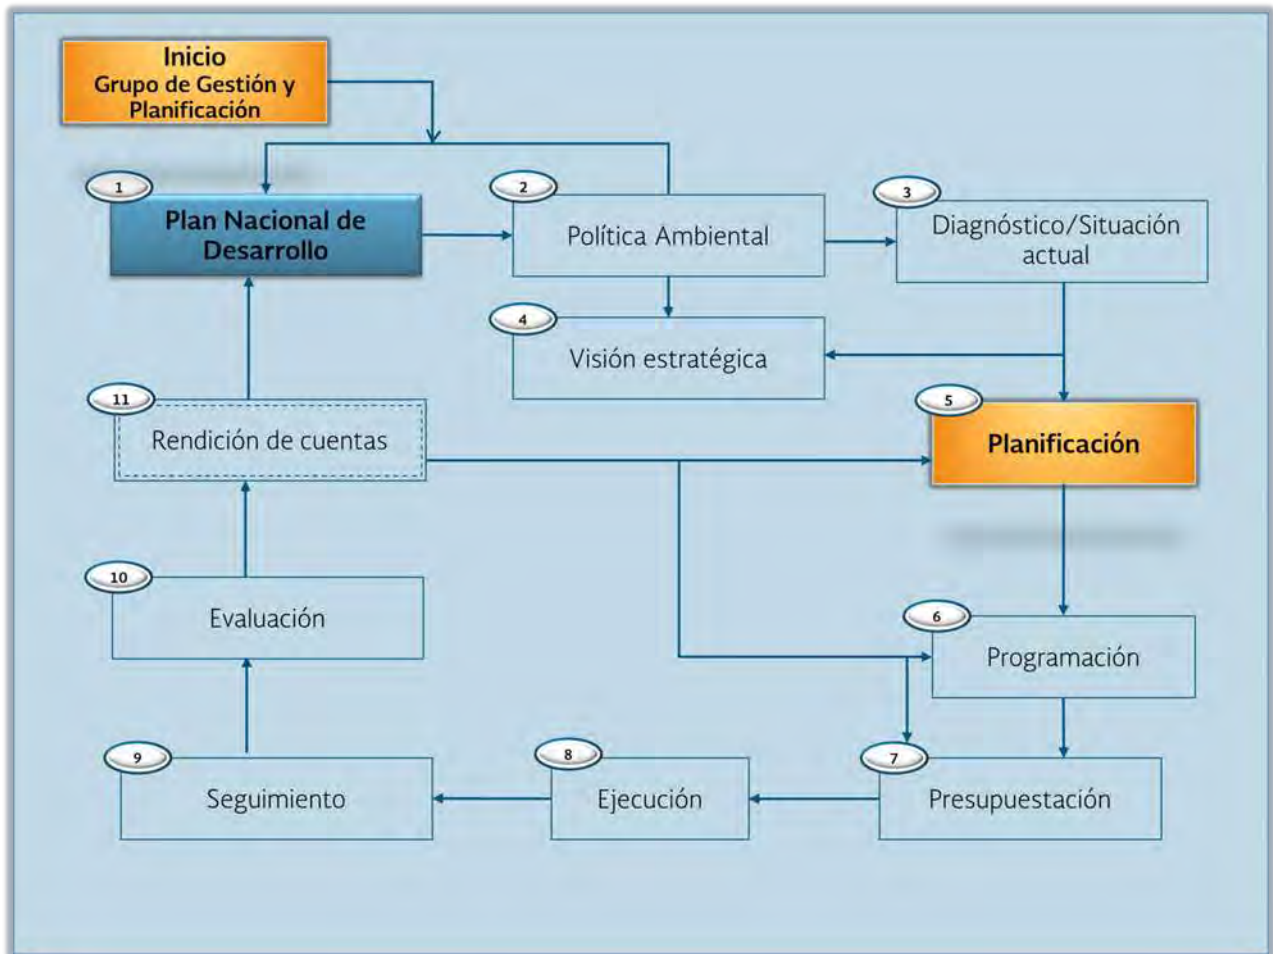 Inicio
Grupo de Gestión y
Planificación
1
Plan Nacional de
Desarrollo
2
Política Ambiental
3
Diagnóstico/Situación
actual
4
Visión estratégica
11
Rendición de cuentas
5
Planificación
10
Evaluación
6
Programación
9
Seguimiento
8
Ejecución
7
Presupuestación